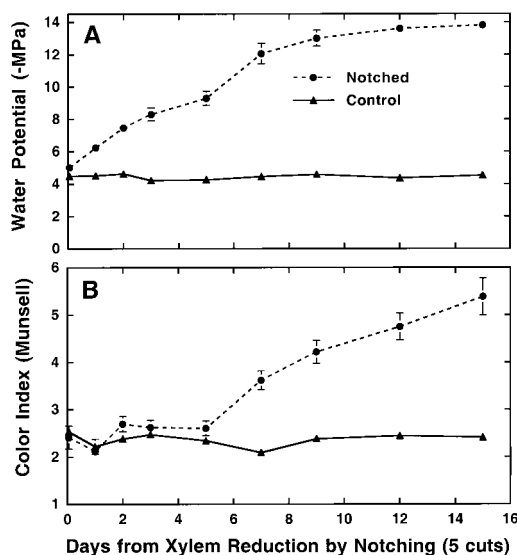 A
Water Potential (-MPa)
14
12
10
8
6
4
2
0
Notched
Control
B
Color Index (Munsell)
6
5
4
3
2
1
0 2 4 6 8 10 12 14 16
Days from Xylem Reduction by Notching (5 cuts)